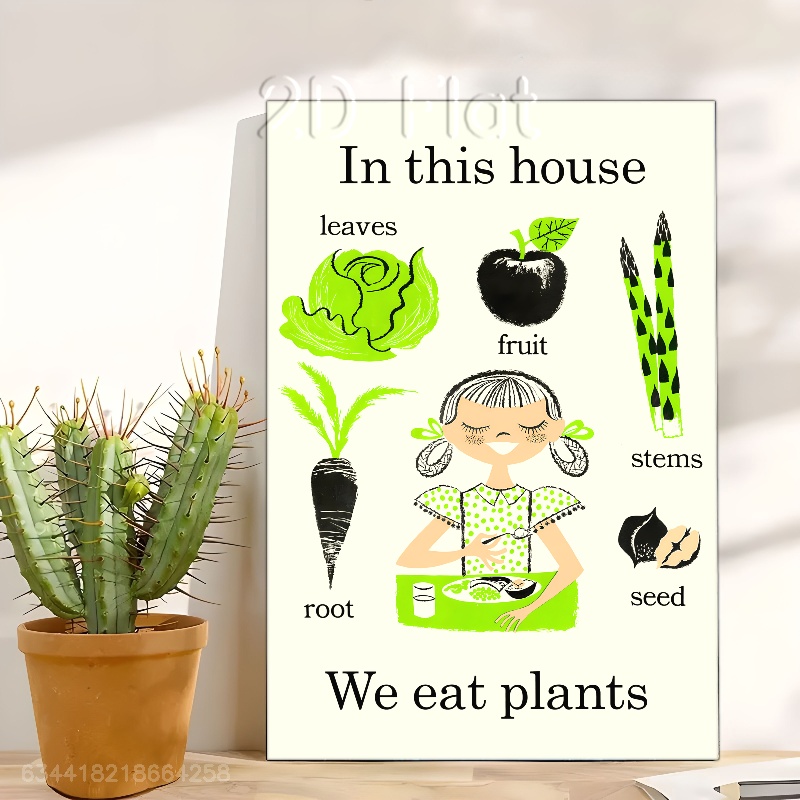 2D Flat
In this house
leaves
fruit
stems
root
seed
We eat plants
634418218664258